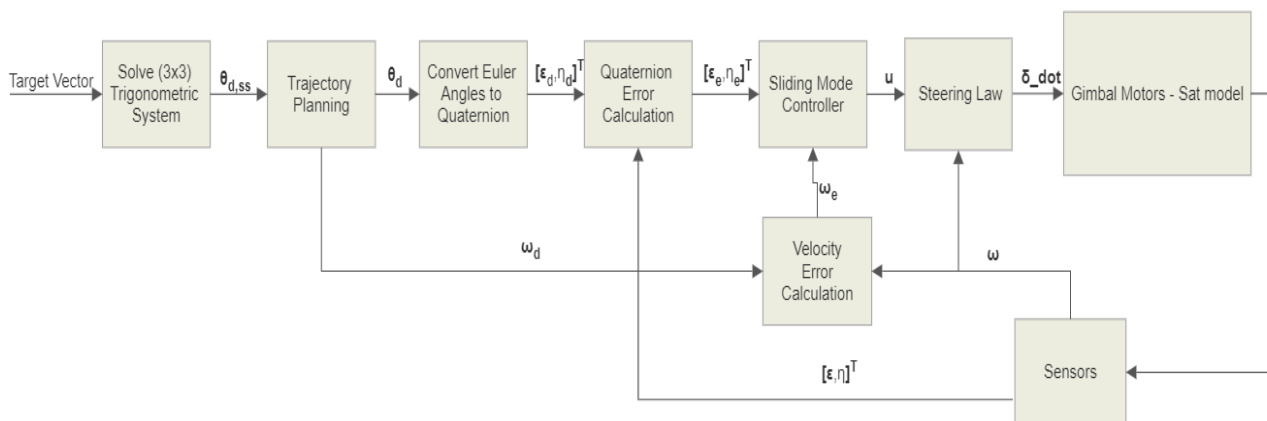 Target Vector
Solve (3x3)
Trigonometric
System
θd,ss
Trajectory
Planning
θd
Convert Euler
Angles to
Quaternion
[εd,ηd]T
Quaternion
Error
Calculation
[εe,ηe]T
Sliding Mode
Controller
u
Steering Law
δ_dot
Gimbal Motors - Sat model
ωe
ωd
Velocity
Error
Calculation
ω
[ε,η]T
Sensors